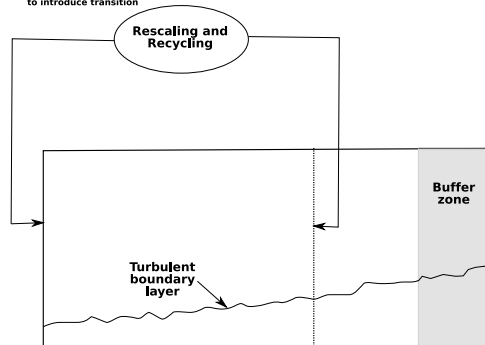 to introduce transition
Rescaling and
Recycling
Buffer
zone
Turbulent
boundary
layer